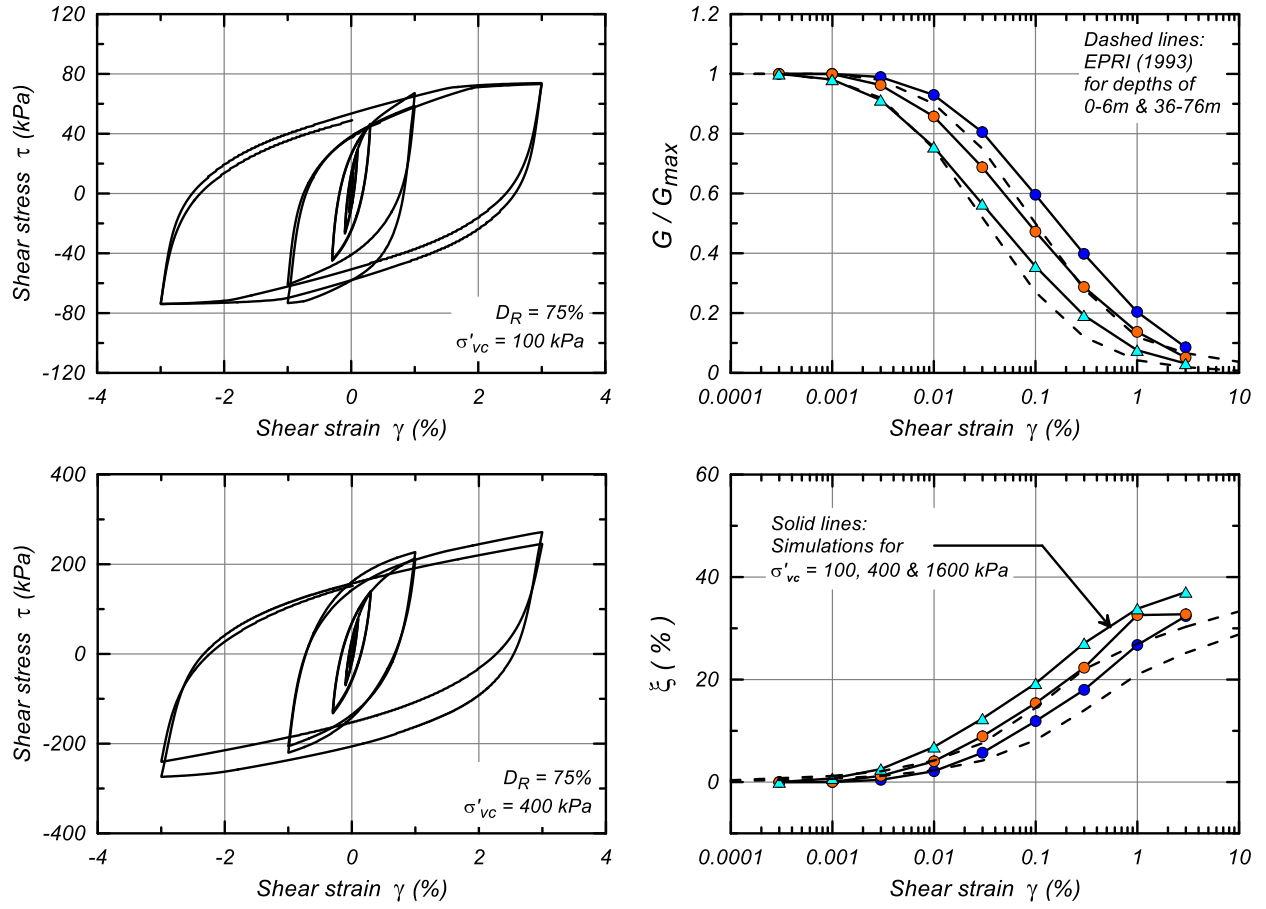 120
80
40
0
-40
-80
-120
Shear stress τ (kPa)
D_R = 75%
σ'_vc = 100 kPa
-4
-2
0
2
4
Shear strain γ (%)
1.2
1
0.8
0.6
0.4
0.2
0
G / G_max
Dashed lines:
EPRI (1993)
for depths of
0-6m & 36-76m
0.0001
0.001
0.01
0.1
1
10
Shear strain γ (%)
400
200
0
-200
-400
Shear stress τ (kPa)
D_R = 75%
σ'_vc = 400 kPa
-4
-2
0
2
4
Shear strain γ (%)
60
40
20
0
ξ ( % )
Solid lines:
Simulations for
σ'_vc = 100, 400 & 1600 kPa
0.0001
0.001
0.01
0.1
1
10
Shear strain γ (%)